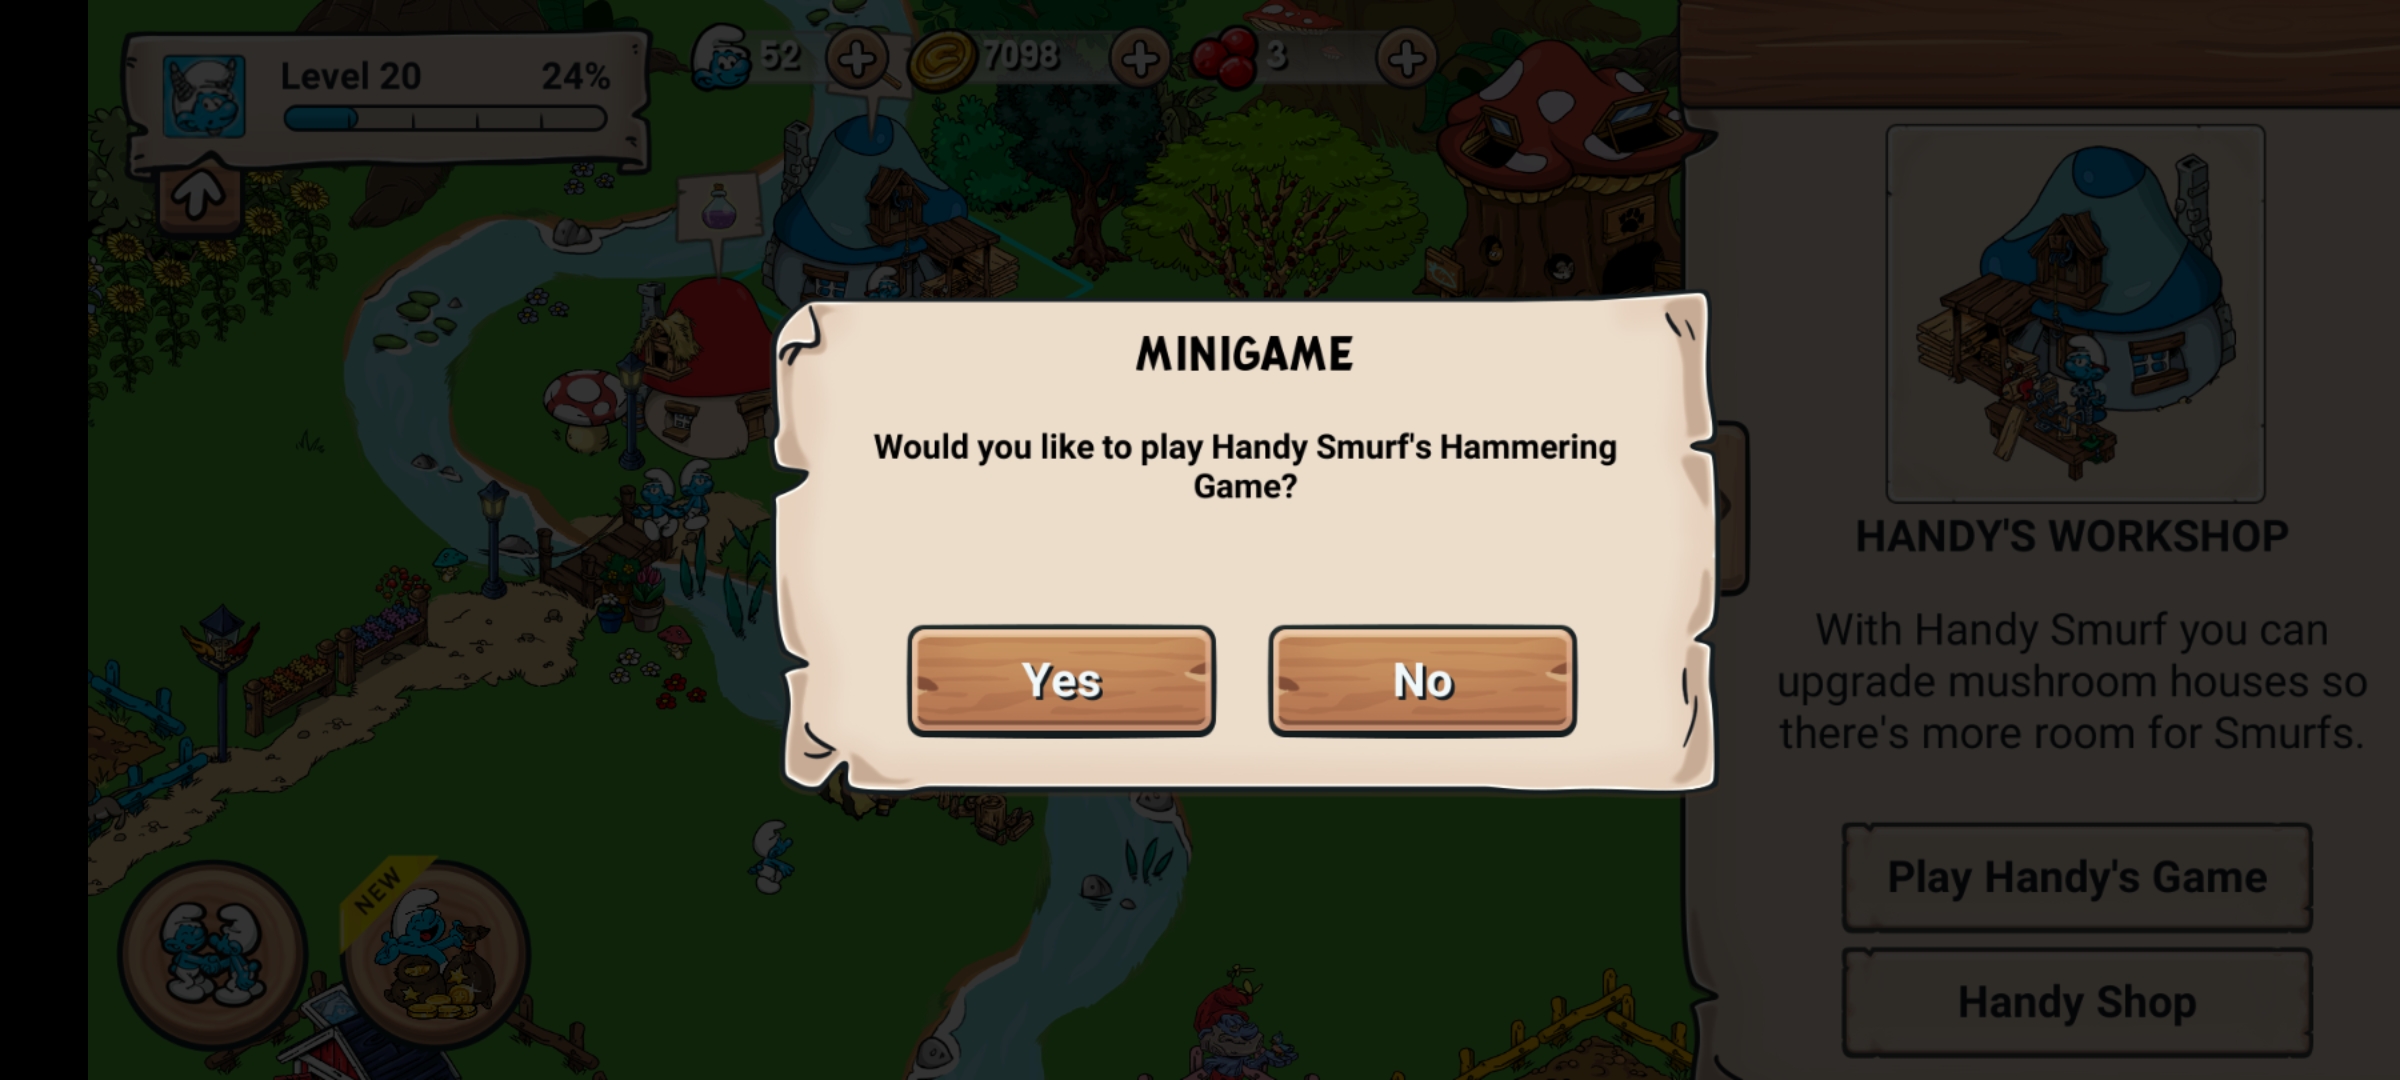 Level 20
24%
52
7098
3
MINIGAME
Would you like to play Handy Smurf's Hammering
Game?
Yes
No
HANDY'S WORKSHOP
With Handy Smurf you can
upgrade mushroom houses so
there's more room for Smurfs.
Play Handy's Game
Handy Shop
NEW